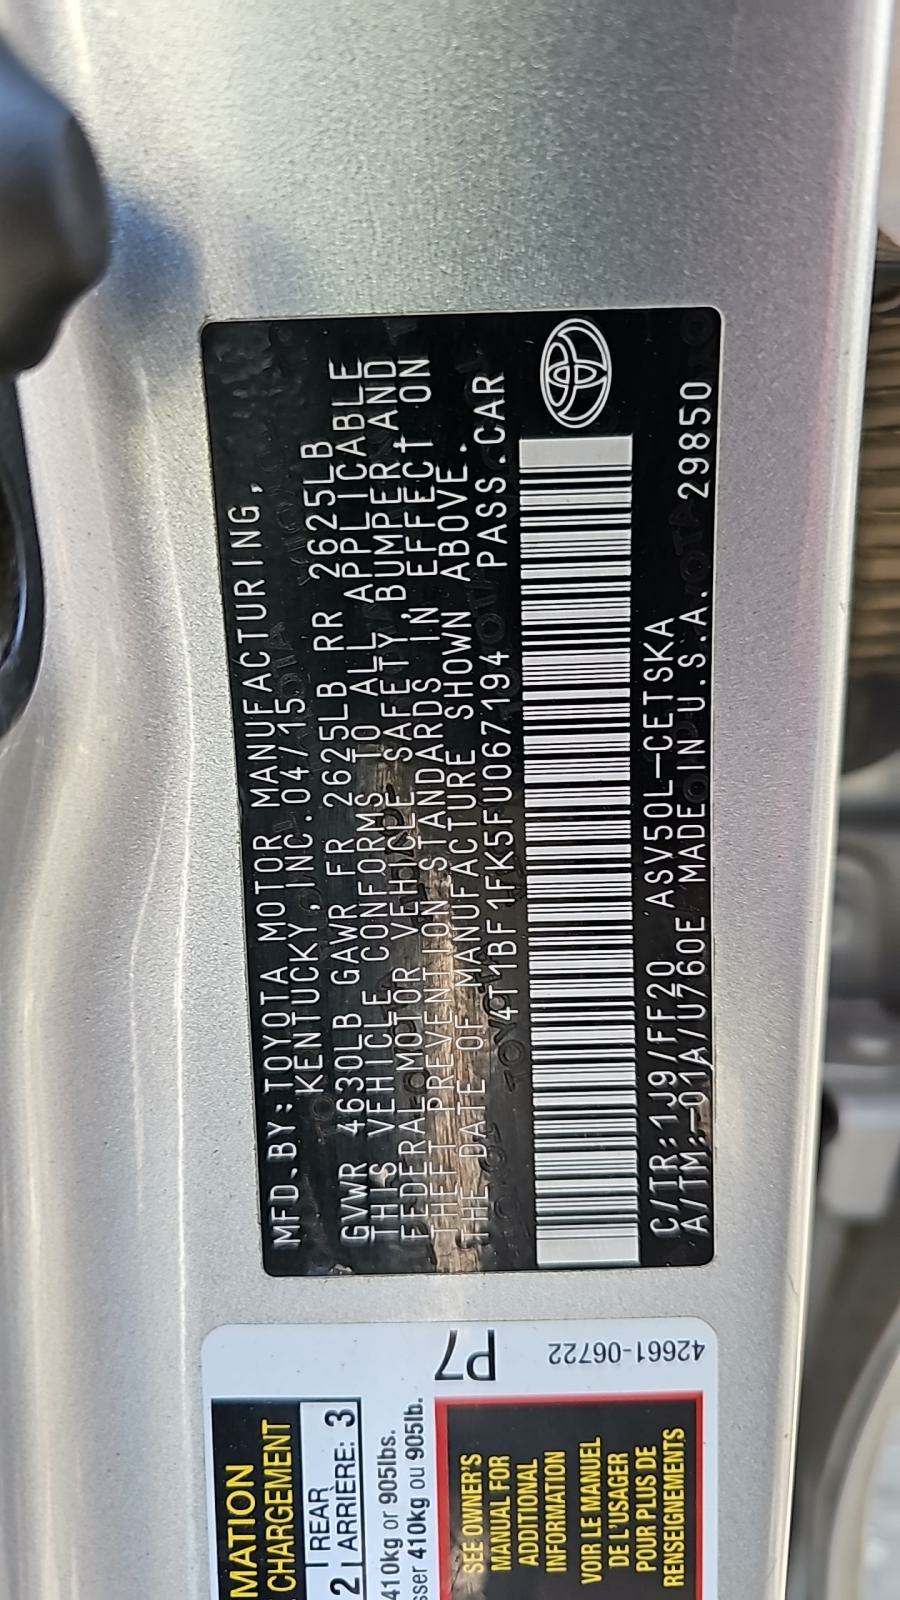 MFD.BY:TOYOTA MOTOR MANUFACTURING,
KENTUCKY,INC.04/15
GVWR 4630LB GAWR FR 2625LB RR 2625LB
THIS VEHICLE CONFORMS TO ALL APPLICABLE
FEDERAL MOTOR VEHICLE SAFETY,BUMPER,AND
THEFT PREVENTION STANDARDS IN EFFECT ON
THE DATE OF MANUFACTURE SHOWN ABOVE.
4T1BF1FK5FU067194 PASS.CAR
C/TR:1J9/FF20 ASV50L-CETSKA
A/TM:-01A/U760E MADE IN U.S.A. 29850
P7
42661-06722
MATION
CHARGEMENT
2 REAR
ARRIÈRE: 3
410kg or 905lbs.
sser 410kg ou 905lb.
SEE OWNER'S
MANUAL FOR
ADDITIONAL
INFORMATION
VOIR LE MANUEL
DE L'USAGER
POUR PLUS DE
RENSEIGNEMENTS